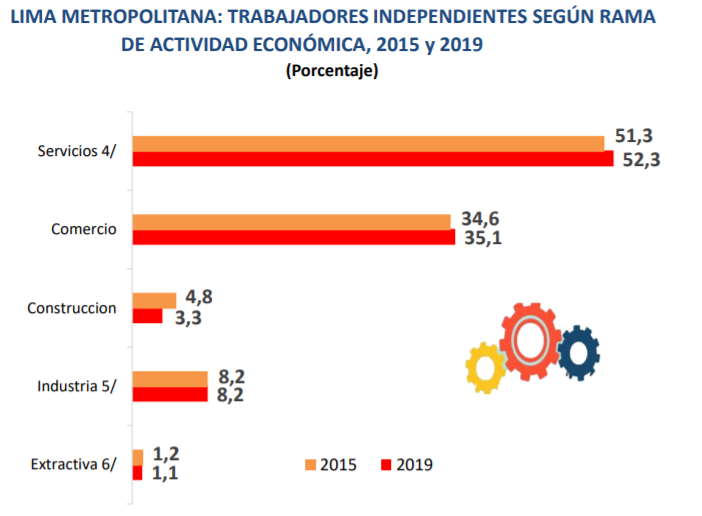 LIMA METROPOLITANA: TRABAJADORES INDEPENDIENTES SEGÚN RAMA
DE ACTIVIDAD ECONÓMICA, 2015 y 2019
(Porcentaje)
Servicios 4/
51,3
52,3
Comercio
34,6
35,1
Construccion
4,8
3,3
Industria 5/
8,2
8,2
Extractiva 6/
1,2
1,1
2015
2019